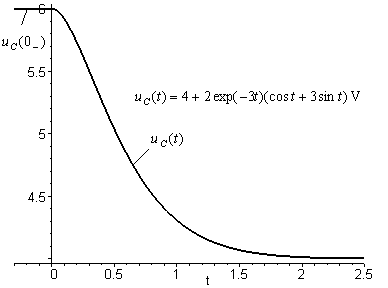 6
u_C(0_)
5.5
u_C(t) = 4 + 2 exp(−3t)(cos t + 3 sin t) V
5
u_C(t)
4.5
0 0.5 1 1.5 2 2.5
t